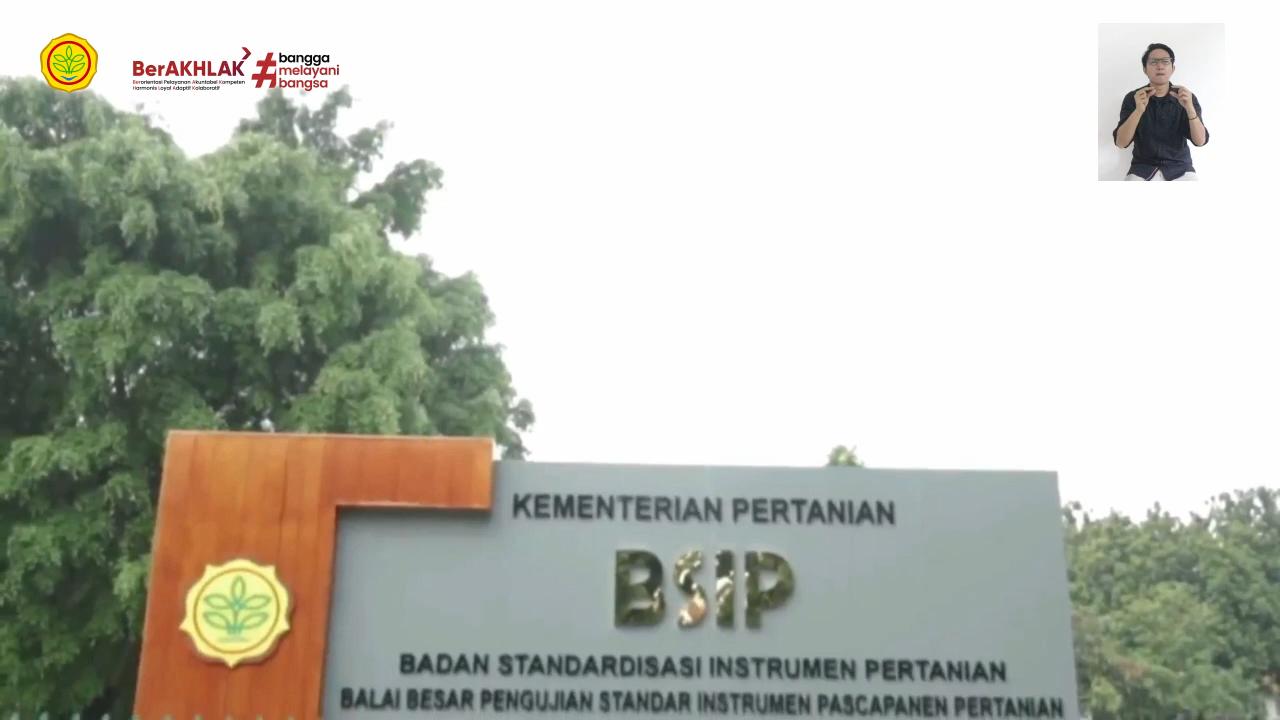 BerAKHLAK
Berorientasi Pelayanan Akuntabel Kompeten
Harmonis Loyal Adaptif Kolaboratif
#bangga
melayani
bangsa
KEMENTERIAN PERTANIAN
BSIP
BADAN STANDARDISASI INSTRUMEN PERTANIAN
BALAI BESAR PENGUJIAN STANDAR INSTRUMEN PASCAPANEN PERTANIAN